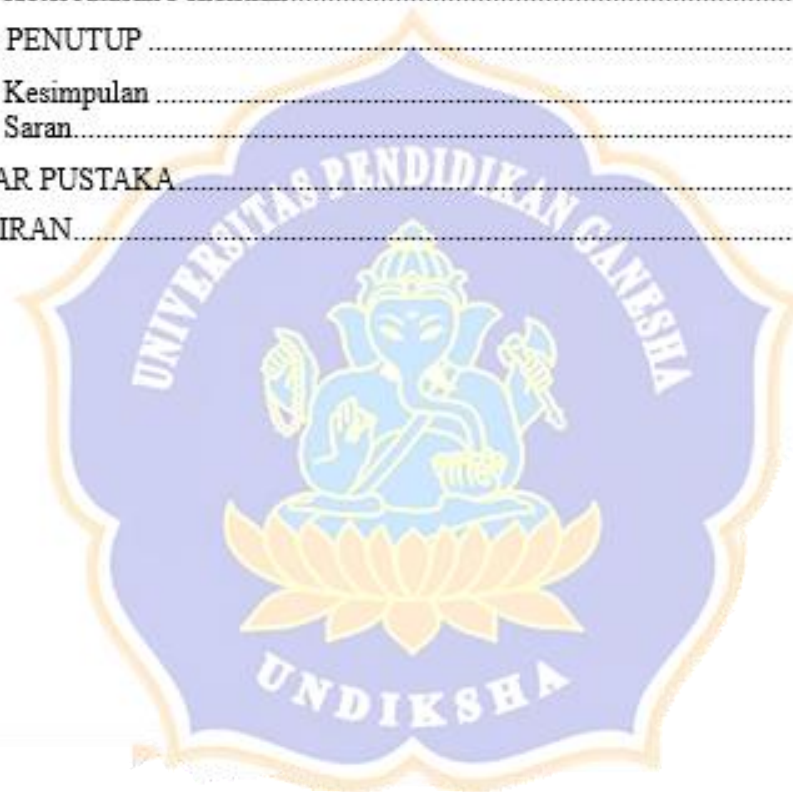 PENUTUP
Kesimpulan
Saran
AR PUSTAKA
IRAN
UNIVERSITAS PENDIDIKAN GANESHA
UNDIKSHA